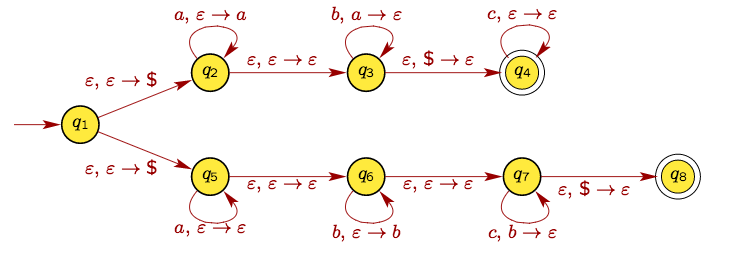 a, ε → a
b, a → ε
c, ε → ε
q₂
ε, ε → ε
q₃
ε, $ → ε
q₄
ε, ε → $
q₁
ε, ε → $
q₅
ε, ε → ε
q₆
ε, ε → ε
q₇
ε, $ → ε
q₈
a, ε → ε
b, ε → b
c, b → ε